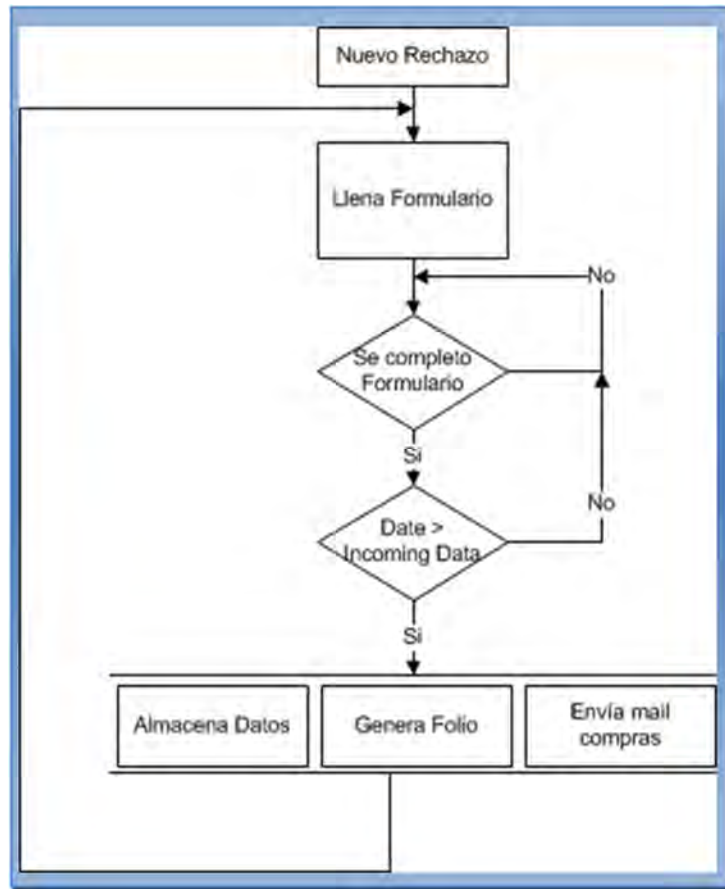 Nuevo Rechazo
Llena Formulario
No
Se completo
Formulario
Si
No
Date >
Incoming Data
Si
Almacena Datos
Genera Folio
Envía mail
compras